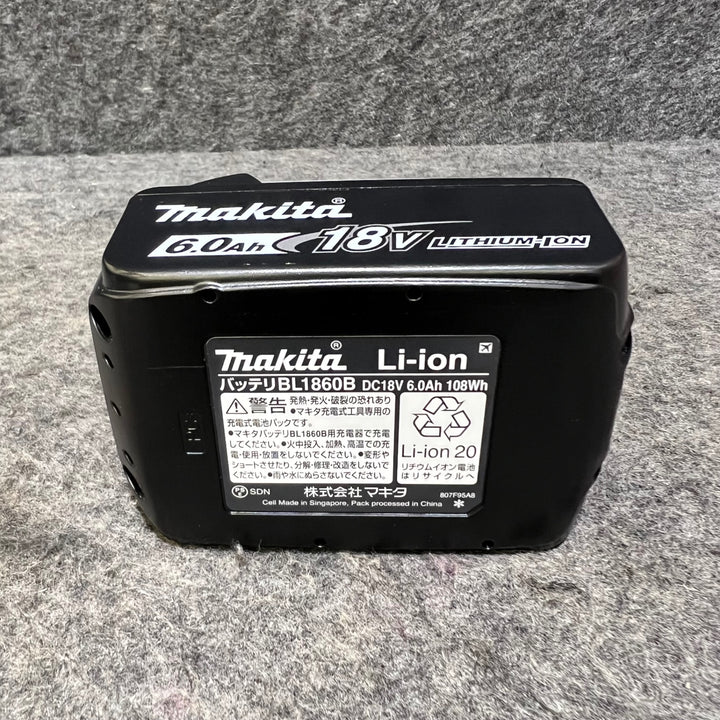 makita®
6.0Ah 18V LITHIUM-ION
makita® Li-ion
バッテリBL1860B DC18V 6.0Ah 108Wh
警告 発熱・発火・破裂の恐れあり
●マキタ充電式工具専用の
充電式電池パックです。
●マキタバッテリBL1860B用充電器で充電
してください。●火中投入、加熱、高温での充
電・使用・放置をしないでください。●変形や
ショートさせたり、分解・修理・改造をしないで
ください。●雨や水にぬらさないでください。
Li-ion 20
リチウムイオン電池
はリサイクルへ
PSE SDN 株式会社マキタ 807F95A8
Cell Made in Singapore, Pack processed in China *